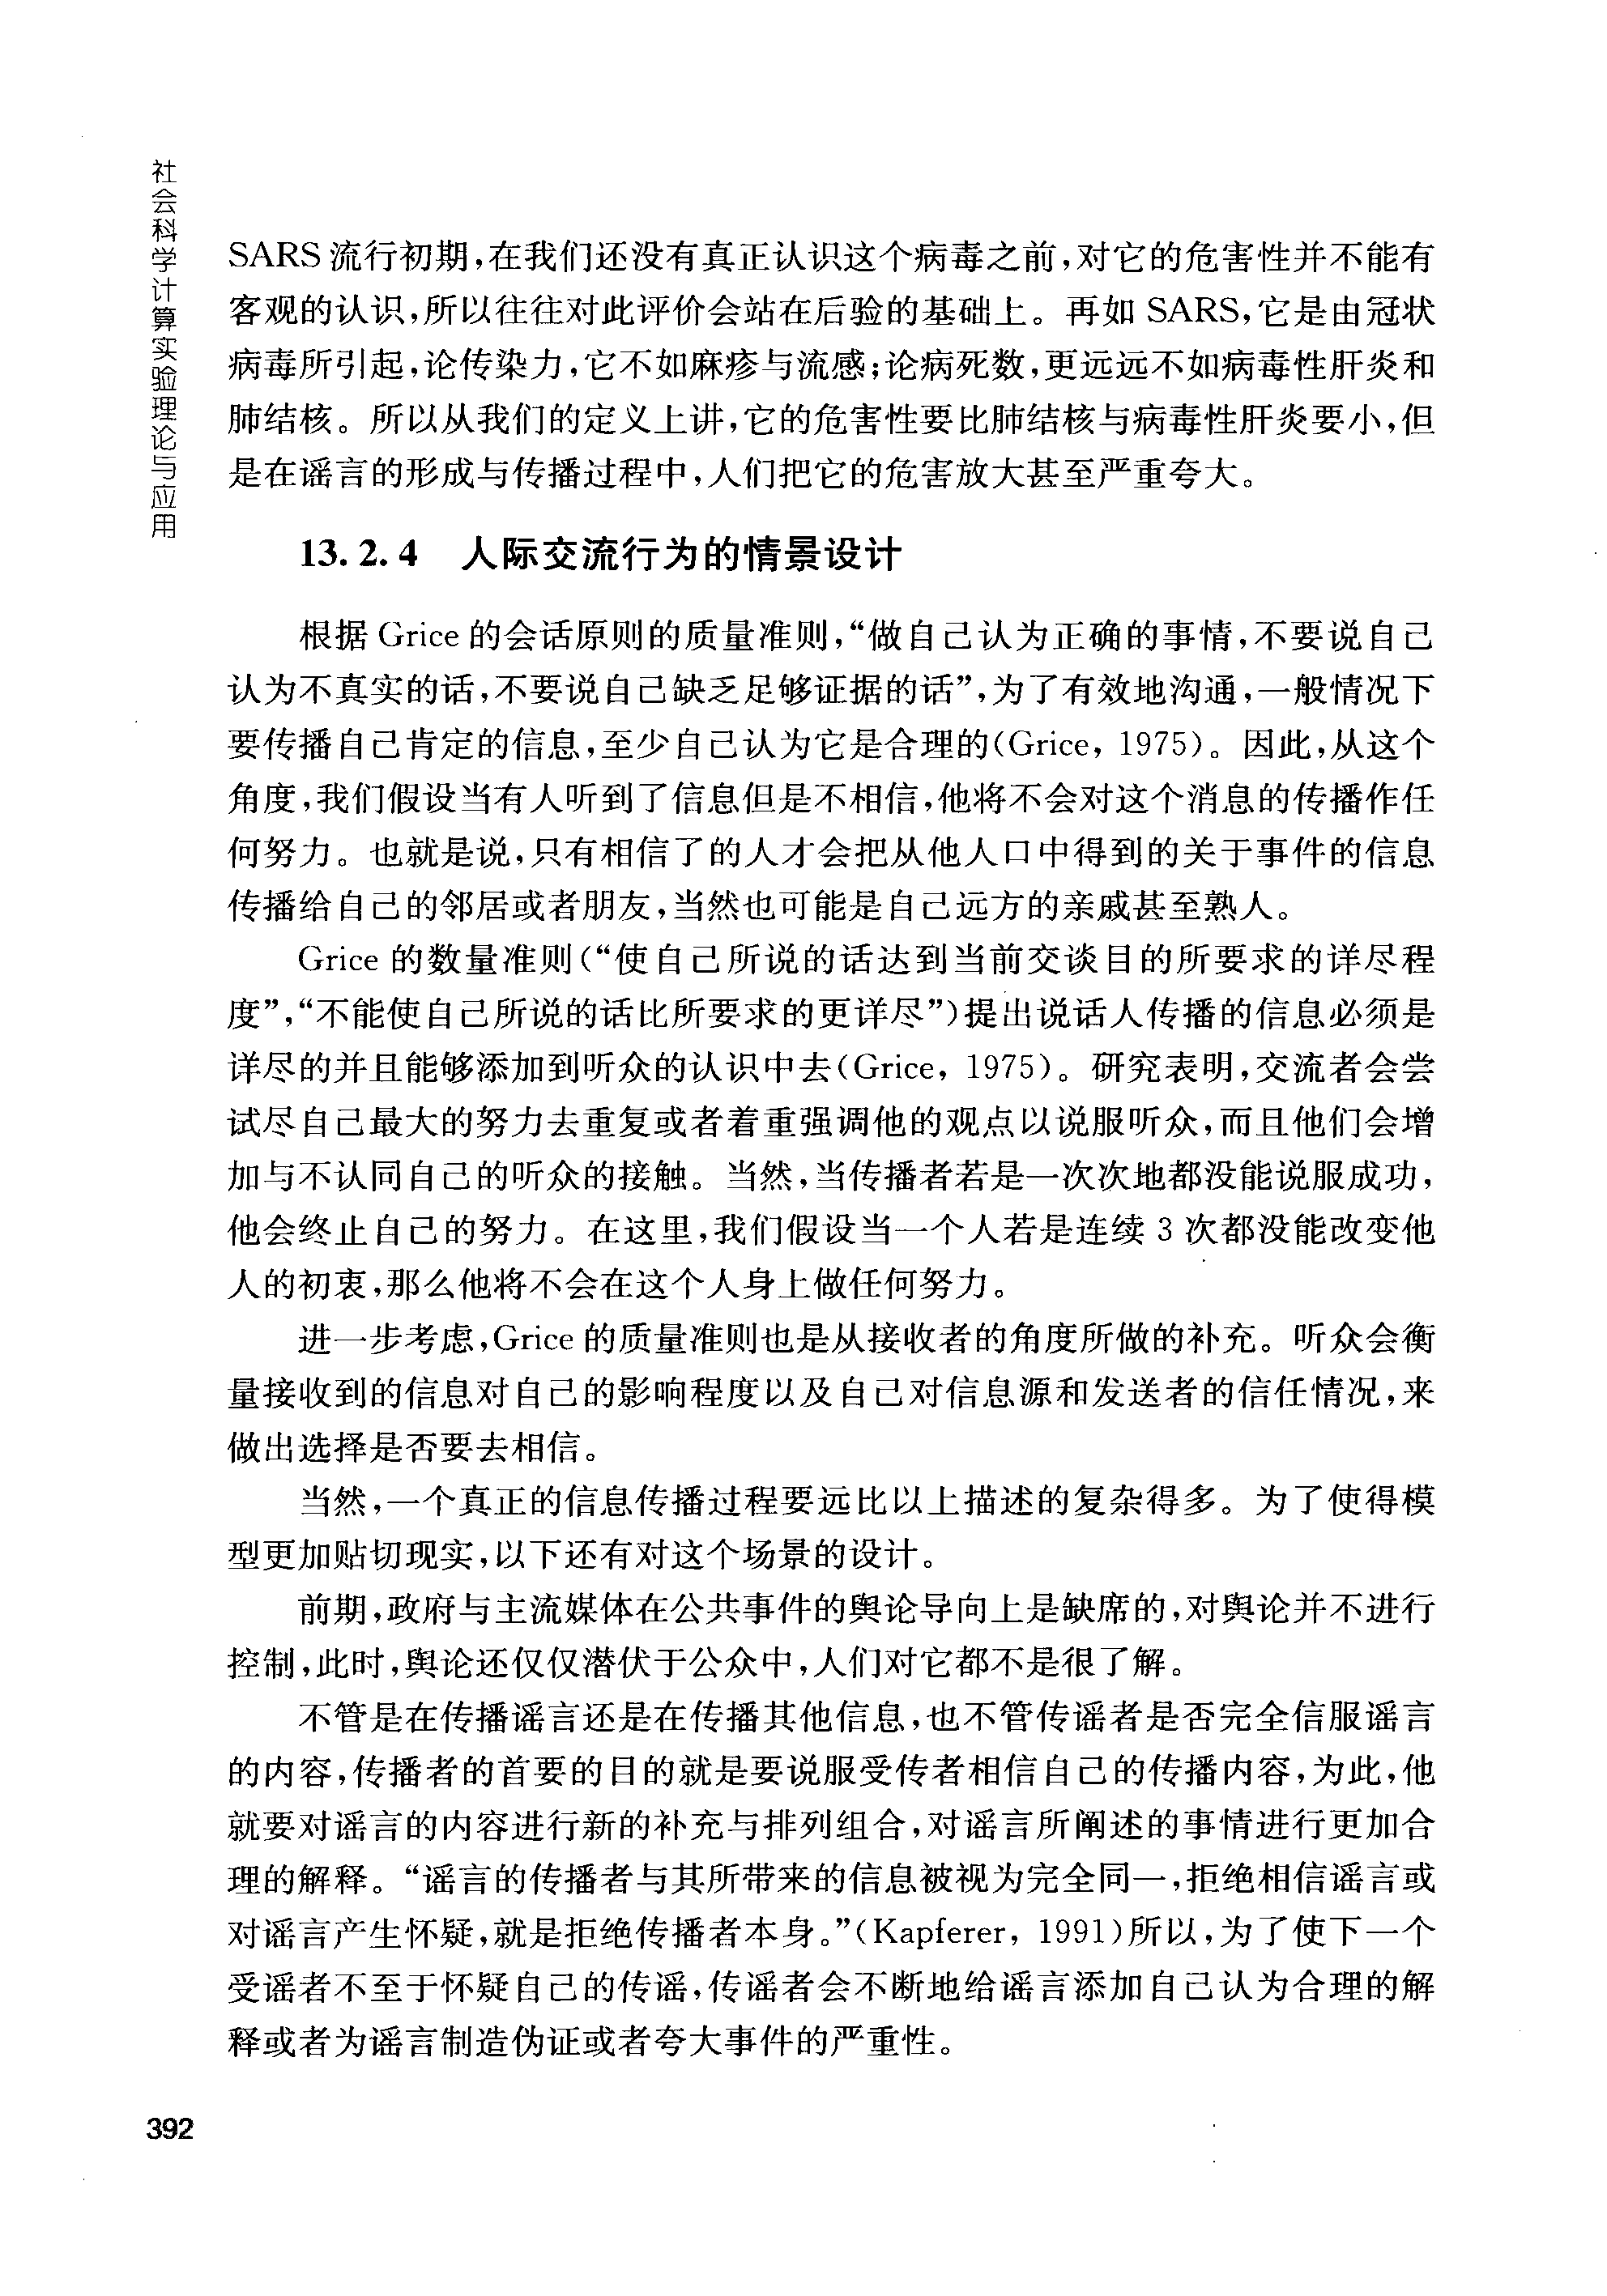 社会科学计算实验理论与应用
SARS 流行初期,在我们还没有真正认识这个病毒之前,对它的危害性并不能有
客观的认识,所以往往对此评价会站在后验的基础上。再如 SARS,它是由冠状
病毒所引起,论传染力,它不如麻疹与流感;论病死数,更远远不如病毒性肝炎和
肺结核。所以从我们的定义上讲,它的危害性要比肺结核与病毒性肝炎要小,但
是在谣言的形成与传播过程中,人们把它的危害放大甚至严重夸大。
13.2.4 人际交流行为的情景设计
根据 Grice 的会话原则的质量准则,“做自己认为正确的事情,不要说自己
认为不真实的话,不要说自己缺乏足够证据的话”,为了有效地沟通,一般情况下
要传播自己肯定的信息,至少自己认为它是合理的(Grice, 1975)。因此,从这个
角度,我们假设当有人听到了信息但是不相信,他将不会对这个消息的传播作任
何努力。也就是说,只有相信了的人才会把从他人口中得到的关于事件的信息
传播给自己的邻居或者朋友,当然也可能是自己远方的亲戚甚至熟人。
Grice 的数量准则(“使自己所说的话达到当前交谈目的所要求的详尽程
度”,“不能使自己所说的话比所要求的更详尽”)提出说话人传播的信息必须是
详尽的并且能够添加到听众的认识中去(Grice, 1975)。研究表明,交流者会尝
试尽自己最大的努力去重复或者着重强调他的观点以说服听众,而且他们会增
加与不认同自己的听众的接触。当然,当传播者若是一次次地都没能说服成功,
他会终止自己的努力。在这里,我们假设当一个人若是连续 3 次都没能改变他
人的初衷,那么他将不会在这个人身上做任何努力。
进一步考虑,Grice 的质量准则也是从接收者的角度所做的补充。听众会衡
量接收到的信息对自己的影响程度以及自己对信息源和发送者的信任情况,来
做出选择是否要去相信。
当然,一个真正的信息传播过程要远比以上描述的复杂得多。为了使得模
型更加贴切现实,以下还有对这个场景的设计。
前期,政府与主流媒体在公共事件的舆论导向上是缺席的,对舆论并不进行
控制,此时,舆论还仅仅潜伏于公众中,人们对它都不是很了解。
不管是在传播谣言还是在传播其他信息,也不管传谣者是否完全信服谣言
的内容,传播者的首要的目的就是要说服受传者相信自己的传播内容,为此,他
就要对谣言的内容进行新的补充与排列组合,对谣言所阐述的事情进行更加合
理的解释。“谣言的传播者与其所带来的信息被视为完全同一,拒绝相信谣言或
对谣言产生怀疑,就是拒绝传播者本身。”(Kapferer, 1991)所以,为了使下一个
受谣者不至于怀疑自己的传谣,传谣者会不断地给谣言添加自己认为合理的解
释或者为谣言制造伪证或者夸大事件的严重性。
392